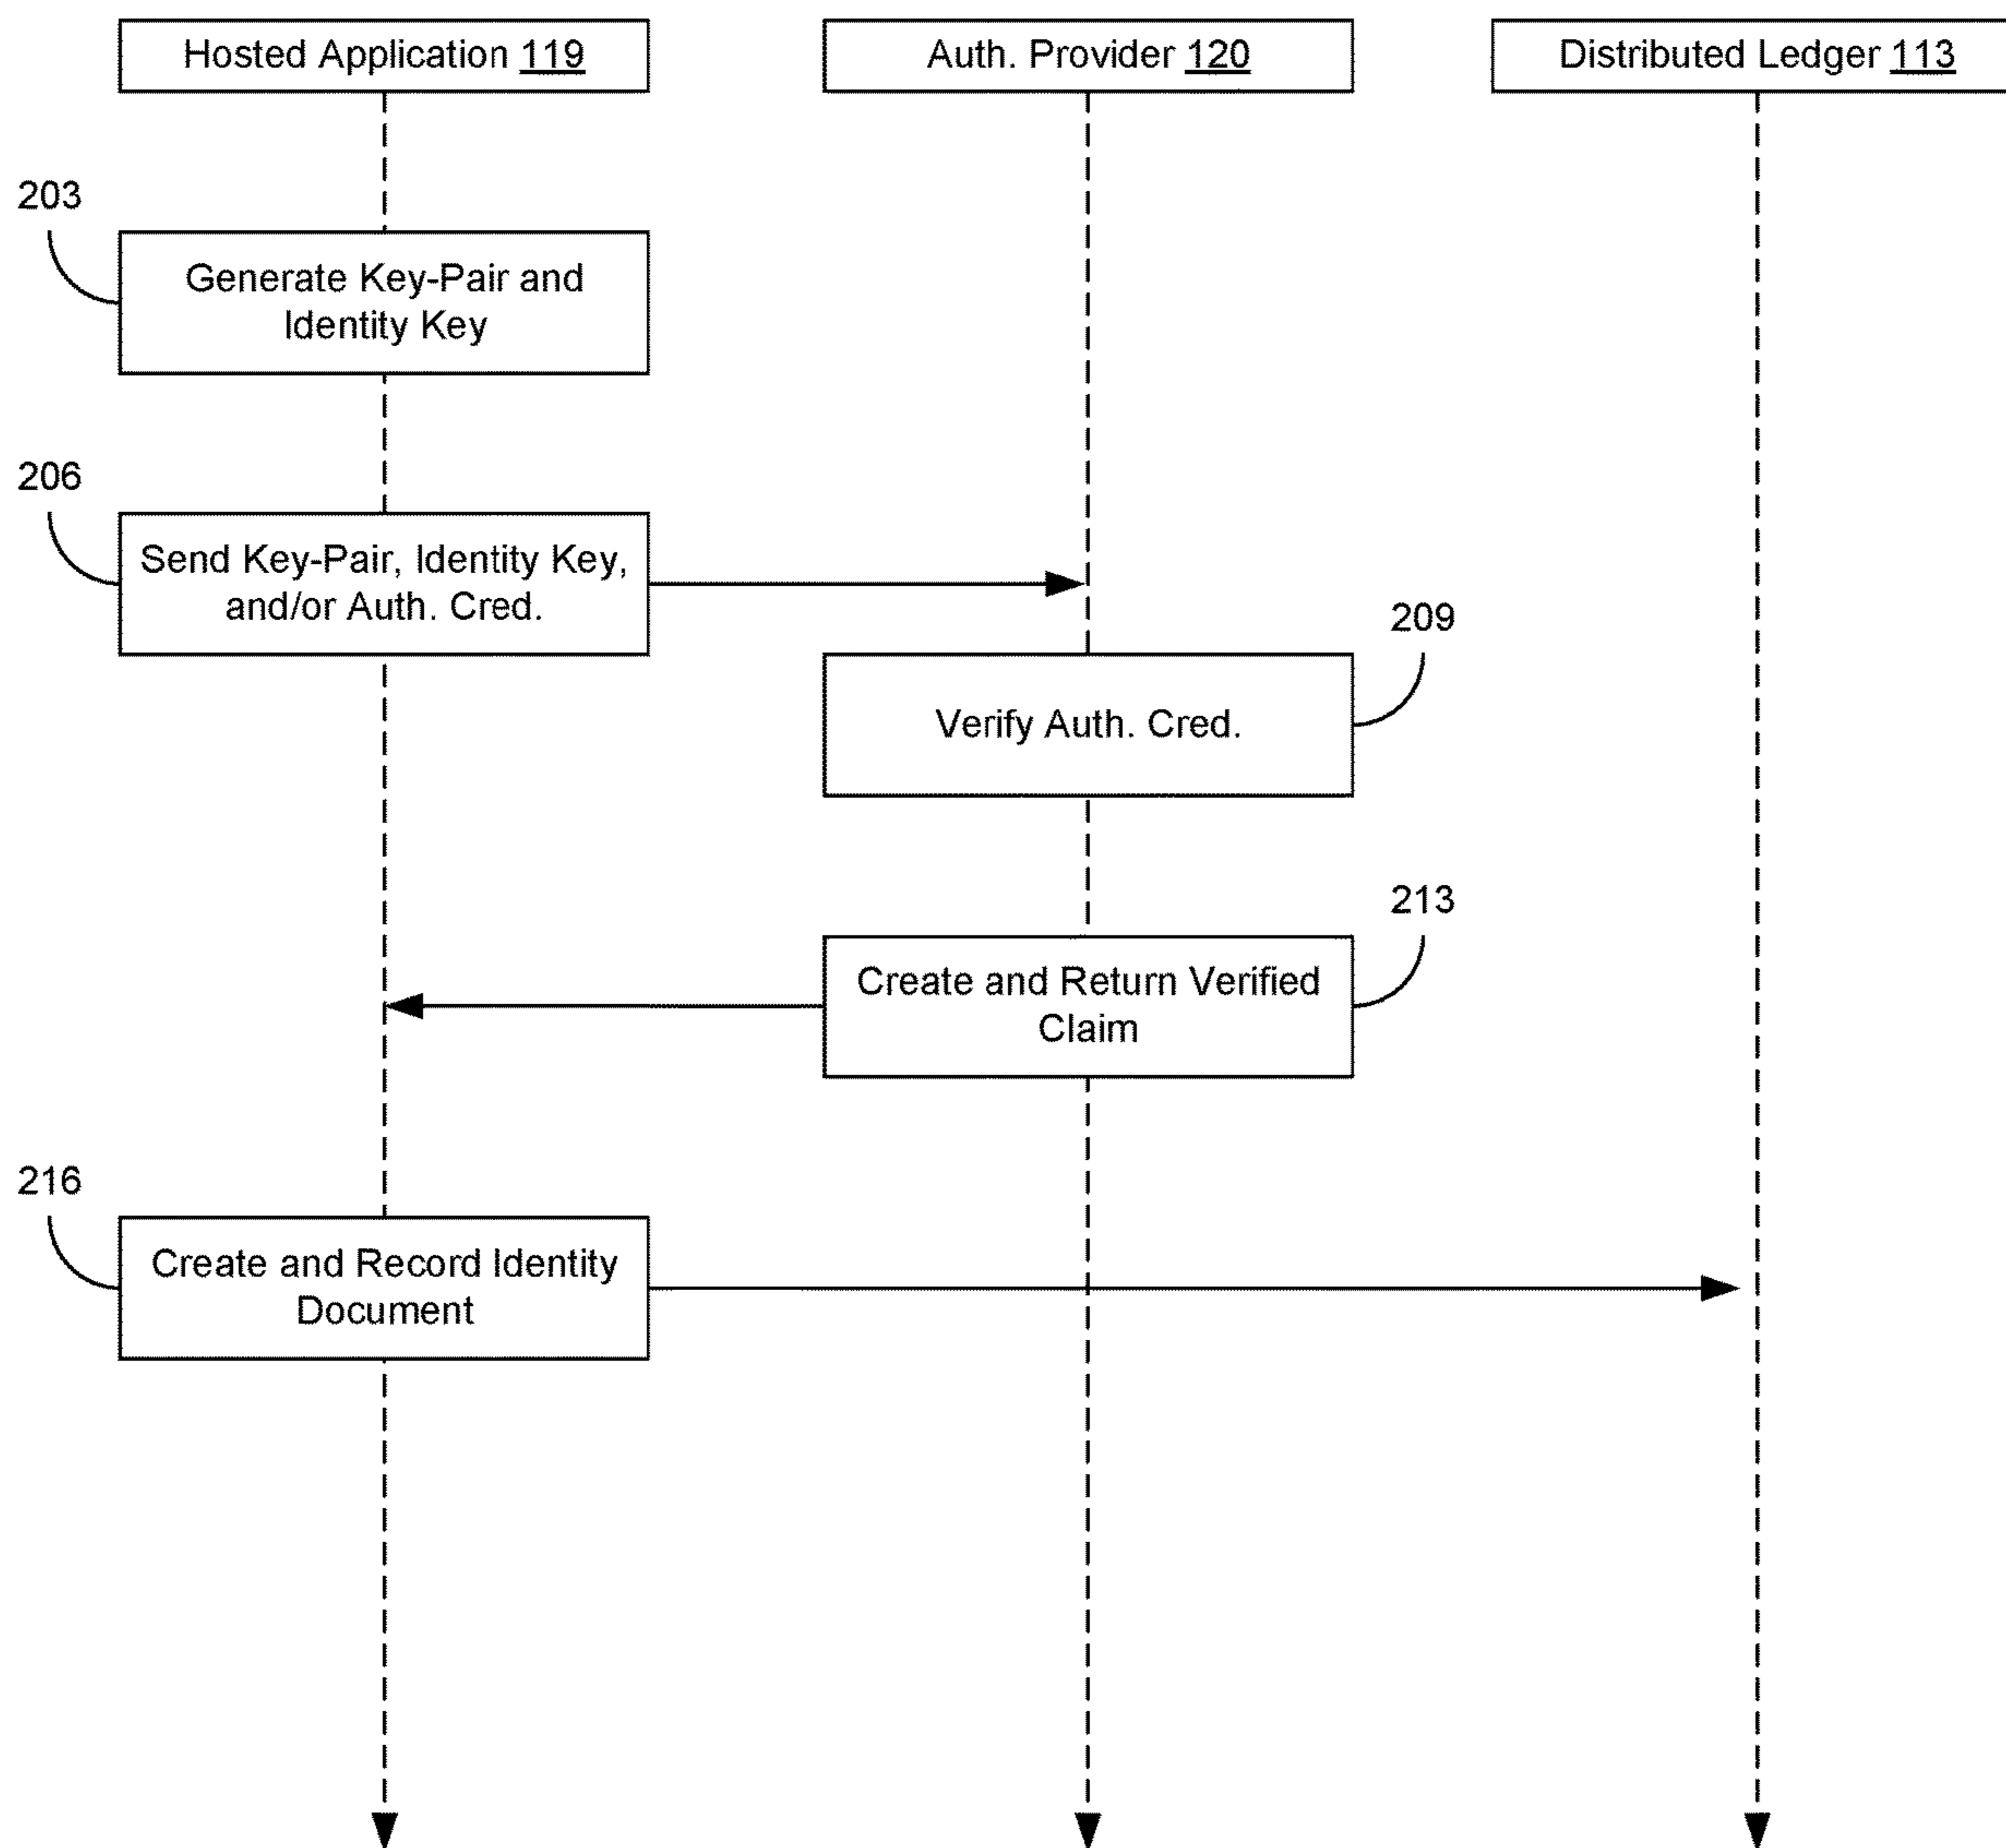 Hosted Application 119
Auth. Provider 120
Distributed Ledger 113
203
Generate Key-Pair and
Identity Key
206
Send Key-Pair, Identity Key,
and/or Auth. Cred.
209
Verify Auth. Cred.
213
Create and Return Verified
Claim
216
Create and Record Identity
Document